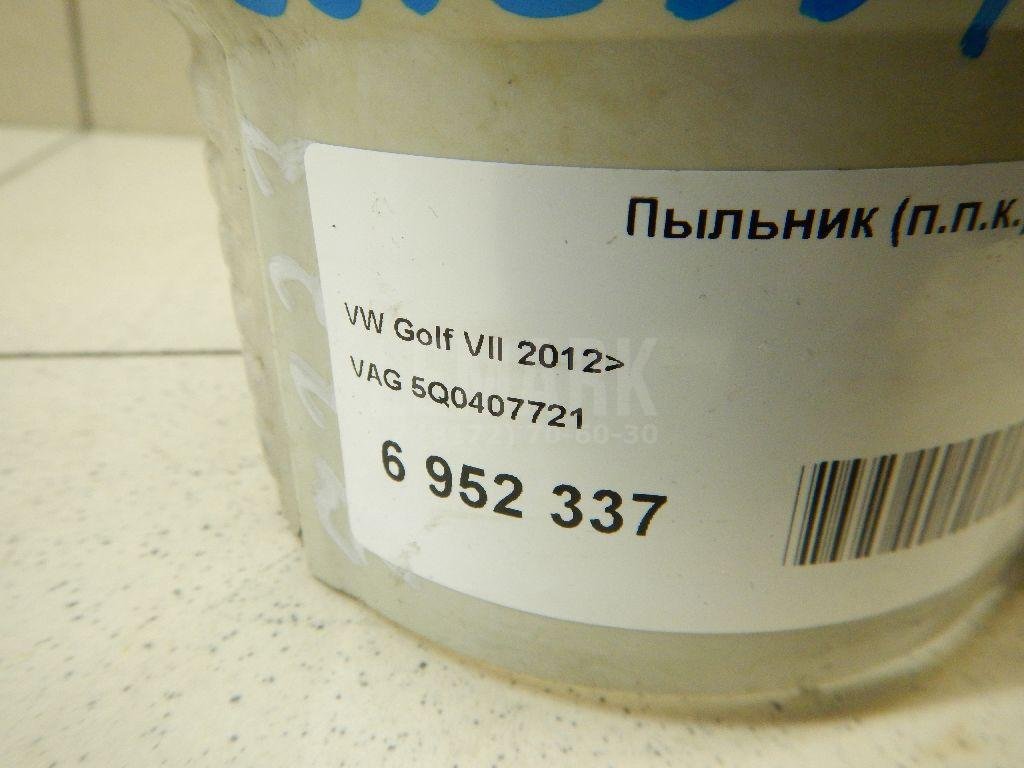 Пыльник (п.п.к.)
VW Golf VII 2012>
VAG 5Q0407721
6 952 337